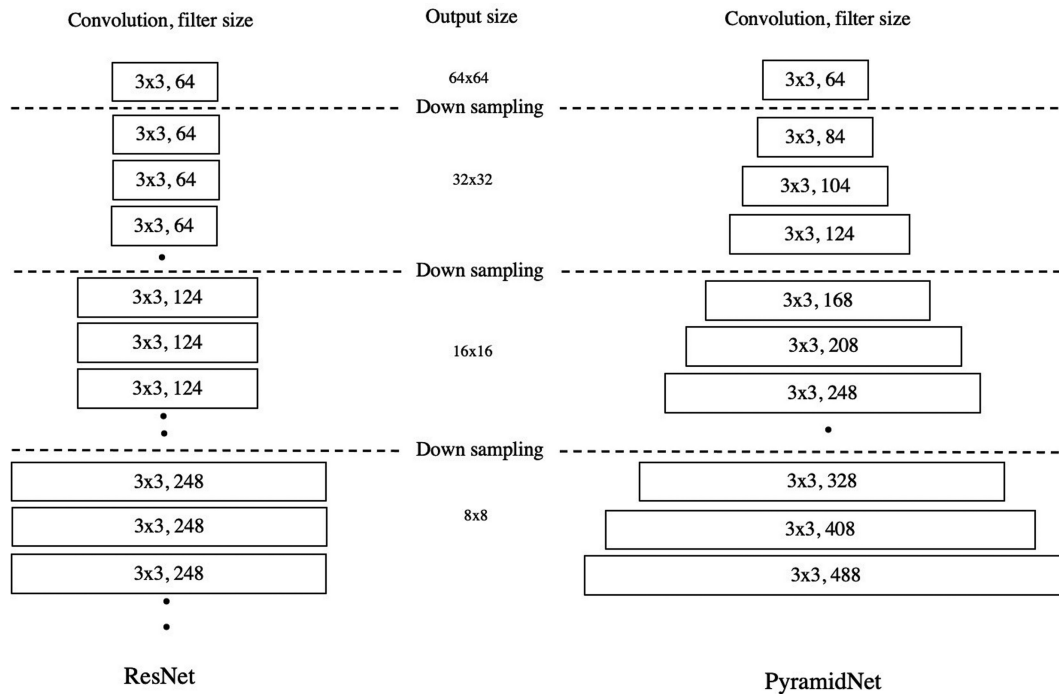 Convolution, filter size
Output size
Convolution, filter size
3x3, 64
64x64
3x3, 64
Down sampling
3x3, 64
3x3, 64
3x3, 64
32x32
3x3, 84
3x3, 104
3x3, 124
Down sampling
3x3, 124
3x3, 124
3x3, 124
16x16
3x3, 168
3x3, 208
3x3, 248
Down sampling
3x3, 248
3x3, 248
3x3, 248
8x8
3x3, 328
3x3, 408
3x3, 488
ResNet
PyramidNet